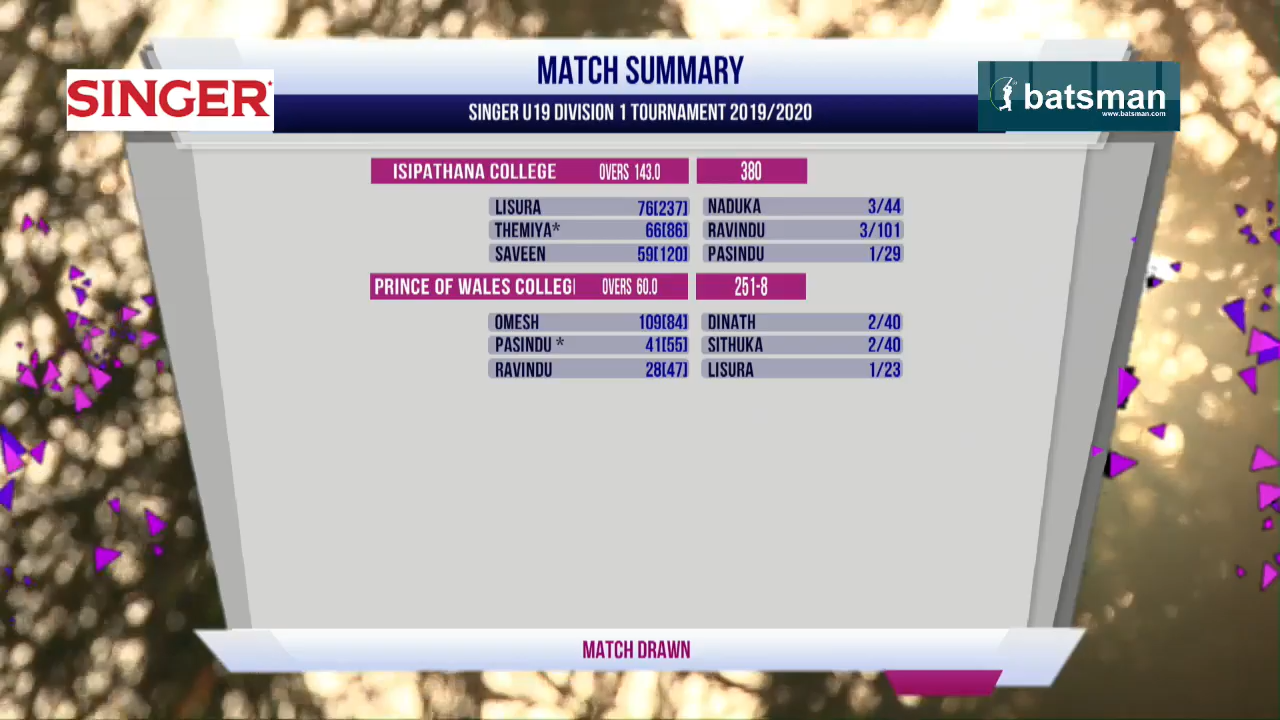 MATCH SUMMARY
SINGER
SINGER U19 DIVISION 1 TOURNAMENT 2019/2020
batsman
www.batsman.com
ISIPATHANA COLLEGE OVERS 143.0 380
LISURA 76[237] NADUKA 3/44
THEMIYA* 66[86] RAVINDU 3/101
SAVEEN 59[120] PASINDU 1/29
PRINCE OF WALES COLLEG OVERS 60.0 251-8
OMESH 109[84] DINATH 2/40
PASINDU * 41[55] SITHUKA 2/40
RAVINDU 28[47] LISURA 1/23
MATCH DRAWN